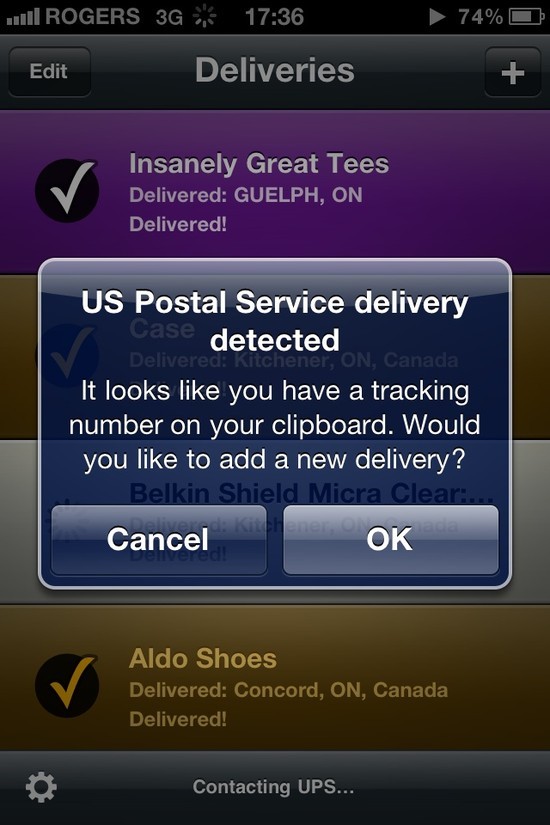 ROGERS 3G 17:36 74%
Edit Deliveries +
Insanely Great Tees
Delivered: GUELPH, ON
Delivered!
US Postal Service delivery
detected
It looks like you have a tracking
number on your clipboard. Would
you like to add a new delivery?
Cancel OK
Case
Delivered: Kitchener, ON, Canada
Delivered!
Belkin Shield Micra Clear:...
Delivered: Kitchener, ON, Canada
Delivered!
Aldo Shoes
Delivered: Concord, ON, Canada
Delivered!
Contacting UPS...